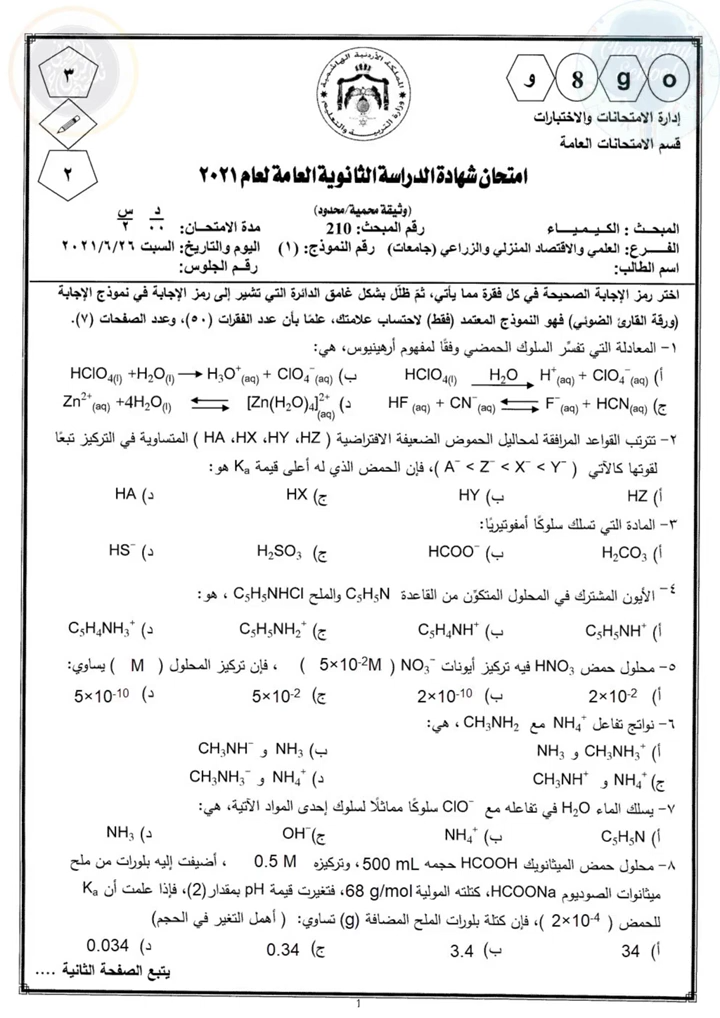 ٣
٢
و 8 g o
إدارة الامتحانات والاختبارات
قسم الامتحانات العامة
المملكة الأردنية الهاشمية
وزارة التربية والتعليم
امتحان شهادة الدراسة الثانوية العامة لعام ٢٠٢١
(وثيقة محمية/محدود)
د س
المبحث : الكيميـــاء رقم المبحث: 210 مدة الامتحان: ٠٠ ٢
الفــرع: العلمي والاقتصاد المنزلي والزراعي (جامعات) رقم النموذج: (١) اليوم والتاريخ: السبت ٢٠٢١/٦/٢٦
اسم الطالب: رقم الجلوس:
اختر رمز الإجابة الصحيحة في كل فقرة مما يأتي، ثمّ ظلّل بشكل غامق الدائرة التي تشير إلى رمز الإجابة في نموذج الإجابة
(ورقة القارئ الضوئي) فهو النموذج المعتمد (فقط) لاحتساب علامتك، علمًا بأن عدد الفقرات (٥٠)، وعدد الصفحات (٧).
١- المعادلة التي تفسّر السلوك الحمضي وفقًا لمفهوم أرهينيوس، هي:
أ) HClO₄(l) —H₂O→ H⁺(aq) + ClO₄⁻(aq) ب) HClO₄(l) +H₂O(l) → H₃O⁺(aq) + ClO₄⁻(aq)
ج) HF (aq) + CN⁻(aq) ⇌ F⁻(aq) + HCN(aq) د) Zn²⁺(aq) +4H₂O(l) ⇌ [Zn(H₂O)₄]²⁺(aq)
٢- تترتب القواعد المرافقة لمحاليل الحموض الضعيفة الافتراضية ( HA ،HX ،HY ،HZ ) المتساوية في التركيز تبعًا
لقوتها كالآتي ( A⁻ < Z⁻ < X⁻ < Y⁻ )، فإن الحمض الذي له أعلى قيمة Kₐ هو:
أ) HZ ب) HY ج) HX د) HA
٣- المادة التي تسلك سلوكًا أمفوتيريًا:
أ) H₂CO₃ ب) HCOO⁻ ج) H₂SO₃ د) HS⁻
٤- الأيون المشترك في المحلول المتكوّن من القاعدة C₅H₅N والملح C₅H₅NHCl ، هو:
أ) C₅H₅NH⁺ ب) C₅H₄NH⁺ ج) C₅H₅NH₂⁺ د) C₅H₄NH₃⁺
٥- محلول حمض HNO₃ فيه تركيز أيونات NO₃⁻ ( 5×10⁻²M ) ، فإن تركيز المحلول ( M ) يساوي:
أ) 2×10⁻² ب) 2×10⁻¹⁰ ج) 5×10⁻² د) 5×10⁻¹⁰
٦- نواتج تفاعل NH₄⁺ مع CH₃NH₂ ، هي:
أ) CH₃NH₃⁺ و NH₃ ب) NH₃ و CH₃NH⁻
ج) NH₄⁺ و CH₃NH⁺ د) NH₄⁺ و CH₃NH₃⁻
٧- يسلك الماء H₂O في تفاعله مع ClO⁻ سلوكًا مماثلًا لسلوك إحدى المواد الآتية، هي:
أ) C₅H₅N ب) NH₄⁺ ج) OH⁻ د) NH₃
٨- محلول حمض الميثانويك HCOOH حجمه 500 mL، وتركيزه 0.5 M ، أضيفت إليه بلورات من ملح
ميثانوات الصوديوم HCOONa، كتلته المولية 68 g/mol، فتغيرت قيمة pH بمقدار(2)، فإذا علمت أن Kₐ
للحمض ( 2×10⁻⁴ )، فإن كتلة بلورات الملح المضافة (g) تساوي: ( أهمل التغير في الحجم)
أ) 34 ب) 3.4 ج) 0.34 د) 0.034
يتبع الصفحة الثانية ....
1